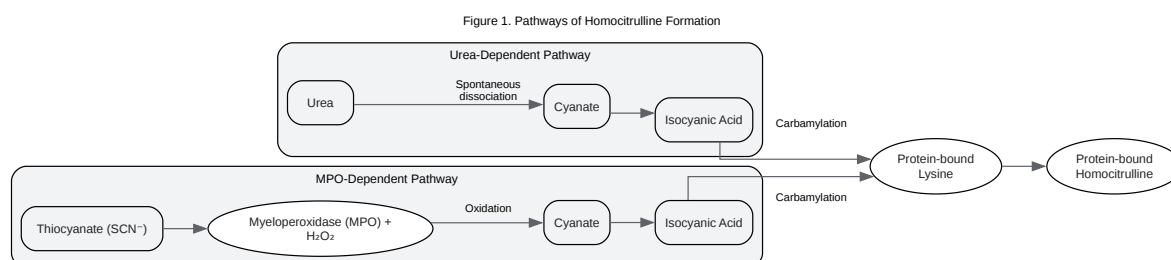 Figure 1. Pathways of Homocitrulline Formation
Urea-Dependent Pathway
Urea
Spontaneous
dissociation
Cyanate
Isocyanic Acid
Carbamylation
Protein-bound
Lysine
Protein-bound
Homocitrulline
MPO-Dependent Pathway
Thiocyanate (SCN⁻)
Myeloperoxidase (MPO) +
H₂O₂
Oxidation
Cyanate
Isocyanic Acid
Carbamylation